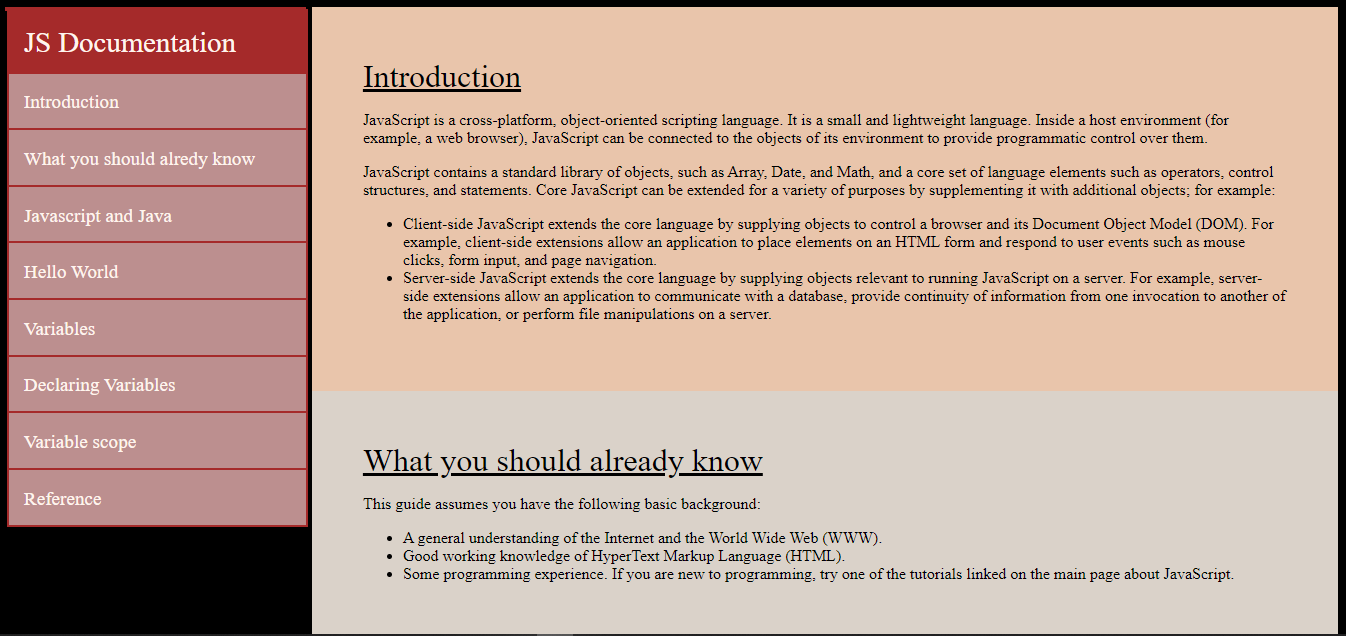 JS Documentation
Introduction
What you should alredy know
Javascript and Java
Hello World
Variables
Declaring Variables
Variable scope
Reference
Introduction
JavaScript is a cross-platform, object-oriented scripting language. It is a small and lightweight language. Inside a host environment (for
example, a web browser), JavaScript can be connected to the objects of its environment to provide programmatic control over them.
JavaScript contains a standard library of objects, such as Array, Date, and Math, and a core set of language elements such as operators, control
structures, and statements. Core JavaScript can be extended for a variety of purposes by supplementing it with additional objects; for example:
• Client-side JavaScript extends the core language by supplying objects to control a browser and its Document Object Model (DOM). For
example, client-side extensions allow an application to place elements on an HTML form and respond to user events such as mouse
clicks, form input, and page navigation.
• Server-side JavaScript extends the core language by supplying objects relevant to running JavaScript on a server. For example, server-
side extensions allow an application to communicate with a database, provide continuity of information from one invocation to another of
the application, or perform file manipulations on a server.
What you should already know
This guide assumes you have the following basic background:
• A general understanding of the Internet and the World Wide Web (WWW).
• Good working knowledge of HyperText Markup Language (HTML).
• Some programming experience. If you are new to programming, try one of the tutorials linked on the main page about JavaScript.